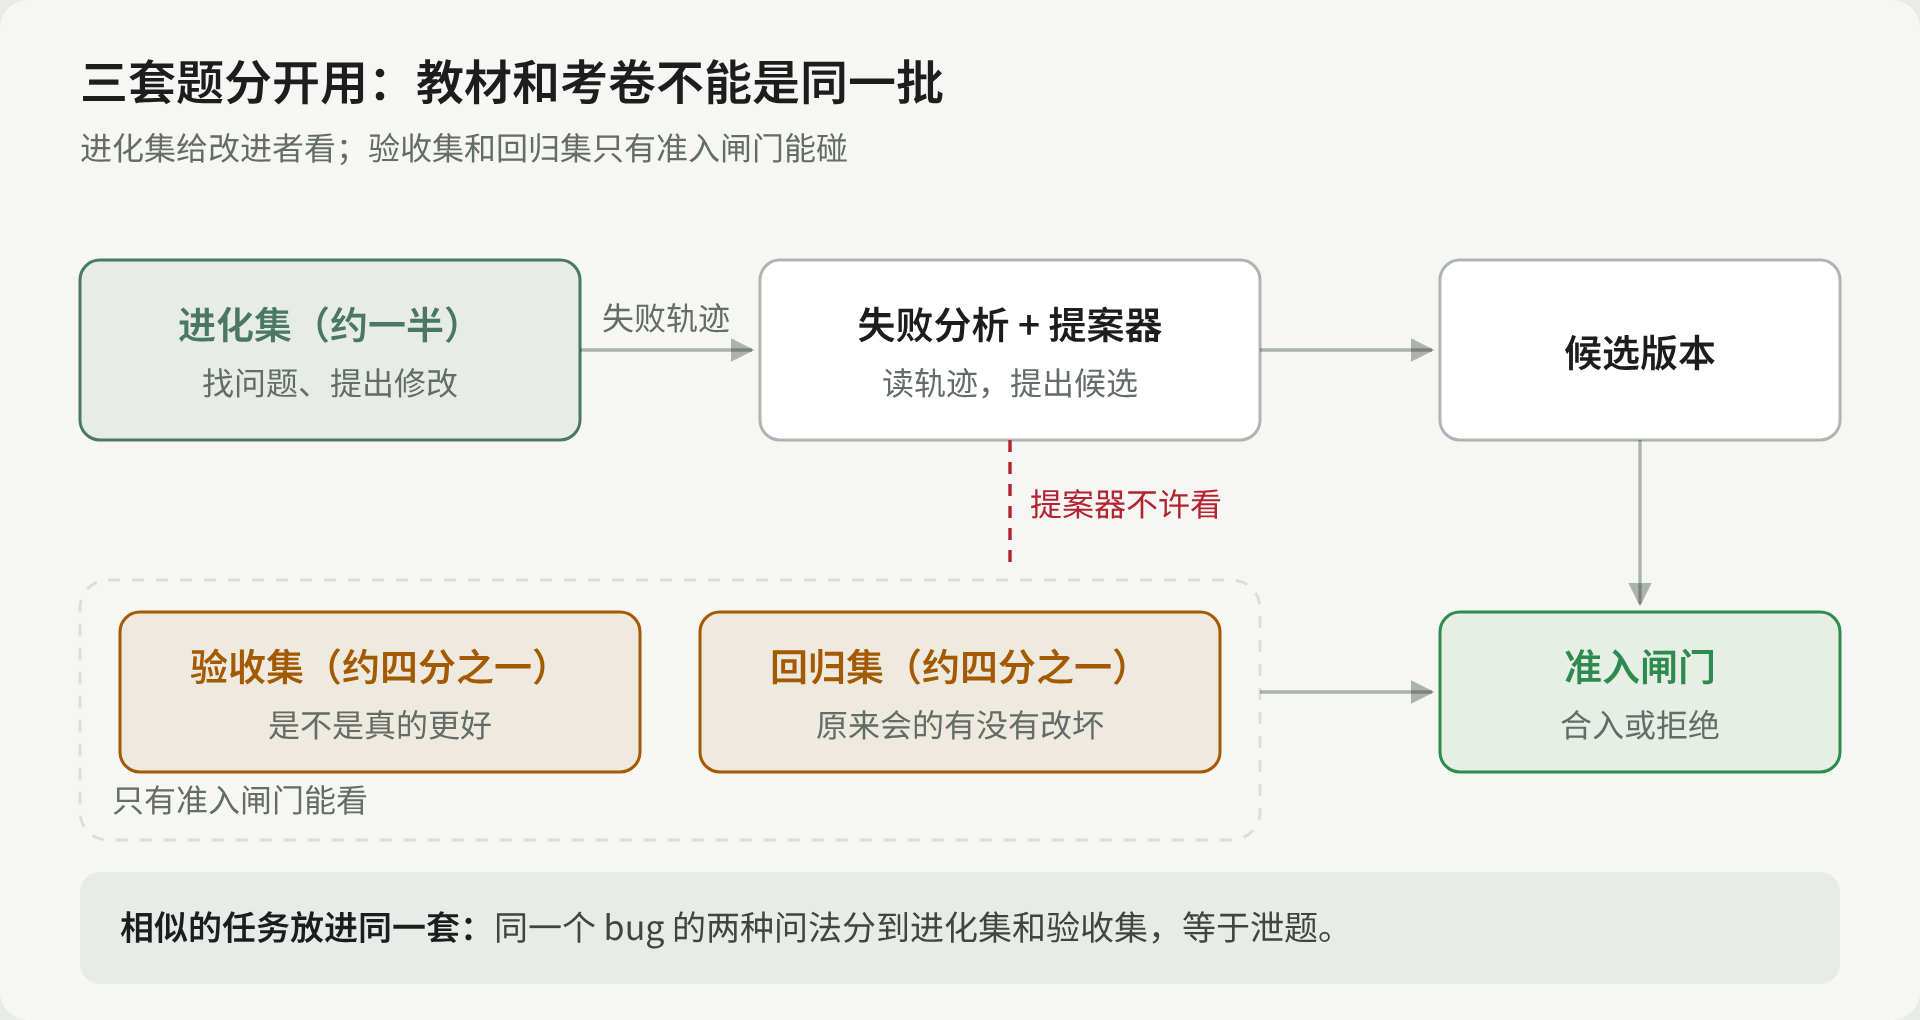 三套题分开用：教材和考卷不能是同一批
进化集给改进者看；验收集和回归集只有准入闸门能碰
进化集（约一半）
找问题、提出修改
失败轨迹
失败分析 + 提案器
读轨迹，提出候选
候选版本
提案器不许看
验收集（约四分之一）
是不是真的更好
回归集（约四分之一）
原来会的有没有改坏
只有准入闸门能看
准入闸门
合入或拒绝
相似的任务放进同一套：同一个 bug 的两种问法分到进化集和验收集，等于泄题。